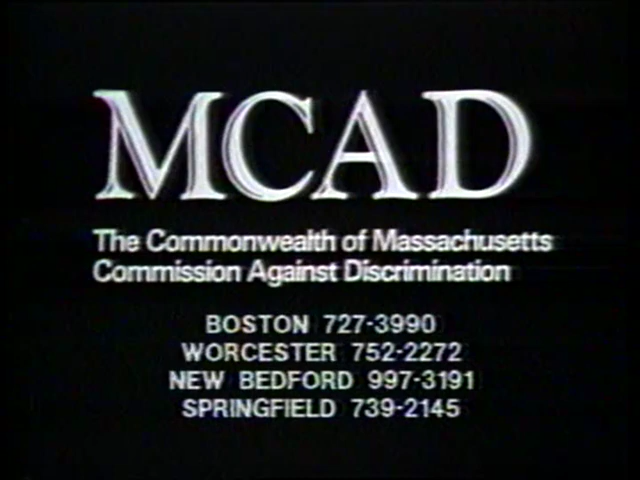 MCAD
The Commonwealth of Massachusetts
Commission Against Discrimination
BOSTON 727-3990
WORCESTER 752-2272
NEW BEDFORD 997-3191
SPRINGFIELD 739-2145